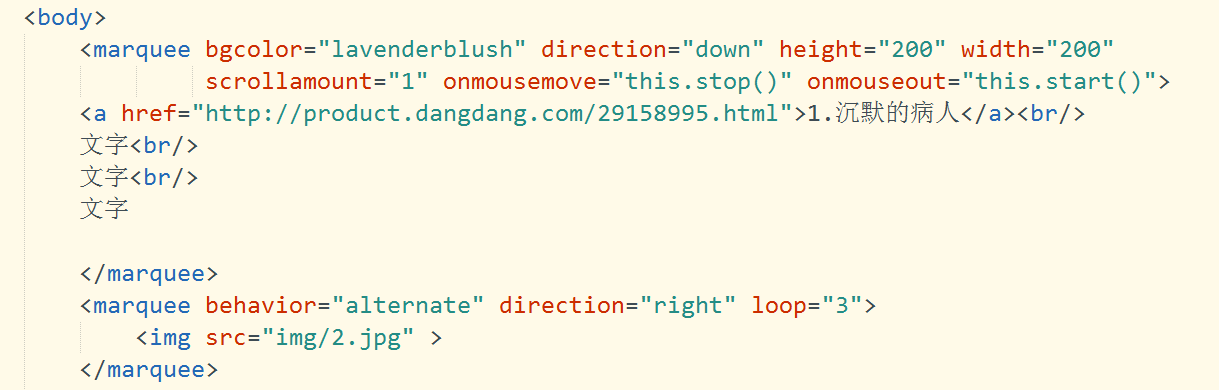 <body>
<marquee bgcolor="lavenderblush" direction="down" height="200" width="200"
scrollamount="1" onmousemove="this.stop()" onmouseout="this.start()">
<a href="http://product.dangdang.com/29158995.html">1.沉默的病人</a><br/>
文字<br/>
文字<br/>
文字
</marquee>
<marquee behavior="alternate" direction="right" loop="3">
<img src="img/2.jpg" >
</marquee>